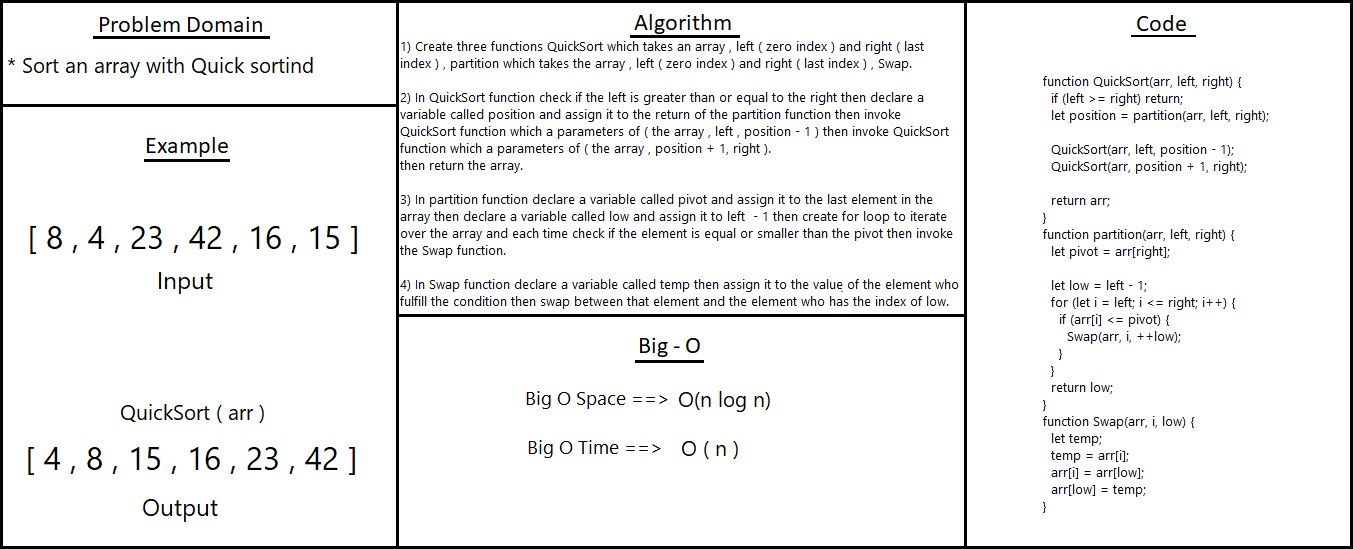 Problem Domain
* Sort an array with Quick sortind
Example
[ 8 , 4 , 23 , 42 , 16 , 15 ]
Input
QuickSort ( arr )
[ 4 , 8 , 15 , 16 , 23 , 42 ]
Output
Algorithm
1) Create three functions QuickSort which takes an array , left ( zero index ) and right ( last
index ) , partition which takes the array , left ( zero index ) and right ( last index ) , Swap.
2) In QuickSort function check if the left is greater than or equal to the right then declare a
variable called position and assign it to the return of the partition function then invoke
QuickSort function which a parameters of ( the array , left , position - 1 ) then invoke QuickSort
function which a parameters of ( the array , position + 1, right ).
then return the array.
3) In partition function declare a variable called pivot and assign it to the last element in the
array then declare a variable called low and assign it to left  - 1 then create for loop to iterate
over the array and each time check if the element is equal or smaller than the pivot then invoke
the Swap function.
4) In Swap function declare a variable called temp then assign it to the value of the element who
fulfill the condition then swap between that element and the element who has the index of low.
Big - O
Big O Space ==> O(n log n)
Big O Time ==> O ( n )
Code
function QuickSort(arr, left, right) {
if (left >= right) return;
let position = partition(arr, left, right);
QuickSort(arr, left, position - 1);
QuickSort(arr, position + 1, right);
return arr;
}
function partition(arr, left, right) {
let pivot = arr[right];
let low = left - 1;
for (let i = left; i <= right; i++) {
if (arr[i] <= pivot) {
Swap(arr, i, ++low);
}
}
return low;
}
function Swap(arr, i, low) {
let temp;
temp = arr[i];
arr[i] = arr[low];
arr[low] = temp;
}